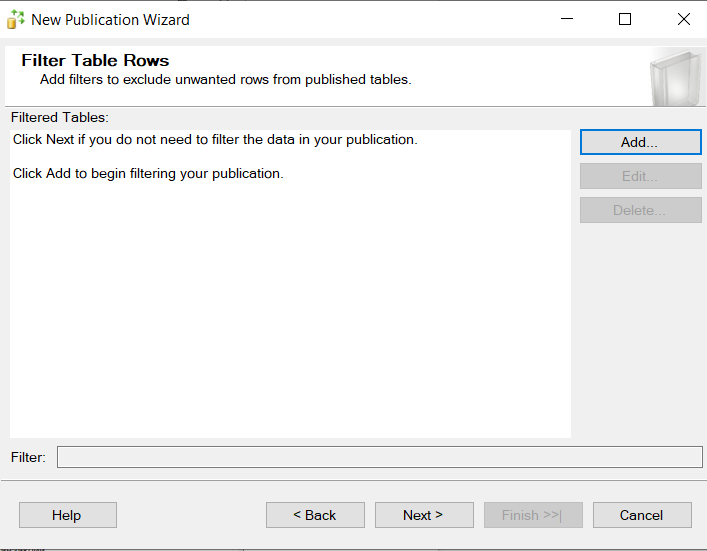 New Publication Wizard
Filter Table Rows
Add filters to exclude unwanted rows from published tables.
Filtered Tables:
Click Next if you do not need to filter the data in your publication.
Click Add to begin filtering your publication.
Add...
Edit...
Delete...
Filter:
Help
< Back
Next >
Finish >>|
Cancel